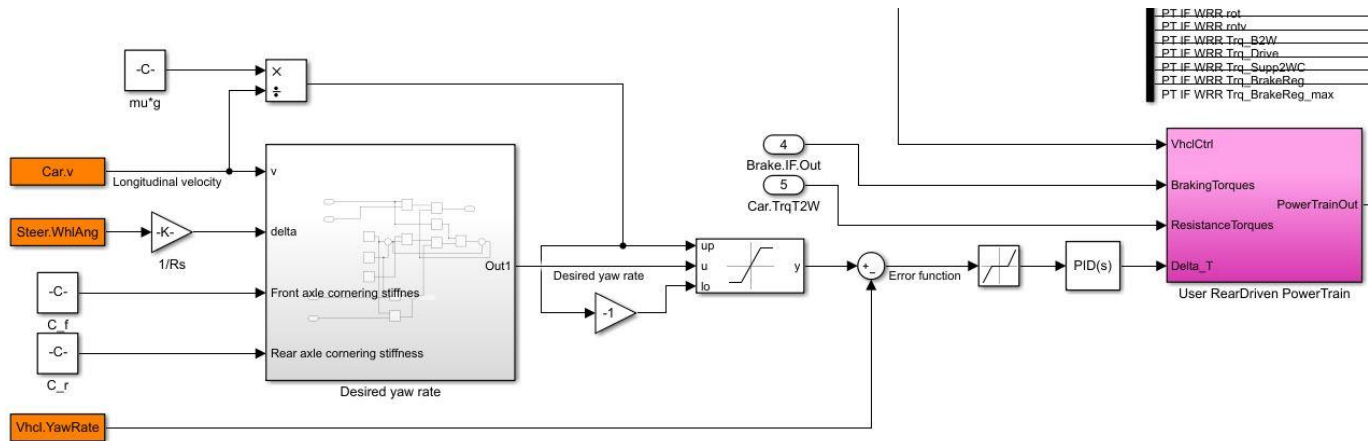 PT IF WRR rot
PT IF WRR rotv
PT IF WRR Trq_B2W
PT IF WRR Trq_Drive
PT IF WRR Trq_Supp2WC
PT IF WRR Trq_BrakeReg
PT IF WRR Trq_BrakeReg_max
-C-
mu*g
×
÷
Car.v
Longitudinal velocity
Steer.WhlAng
-K-
1/Rs
-C-
C_f
-C-
C_r
Vhcl.YawRate
v
delta
Front axle cornering stiffnes
Rear axle cornering stiffness
Out1
Desired yaw rate
Desired yaw rate
-1
up
u
lo
y
+
-
Error function
PID(s)
4
Brake.IF.Out
5
Car.TrqT2W
VhclCtrl
BrakingTorques
ResistanceTorques
Delta_T
PowerTrainOut
User RearDriven PowerTrain